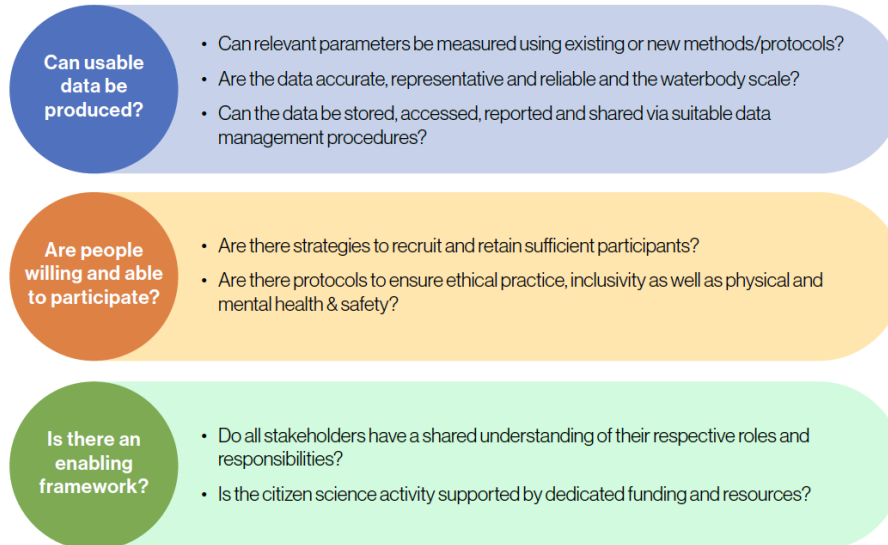 Can usable
data be
produced?
• Can relevant parameters be measured using existing or new methods/protocols?
• Are the data accurate, representative and reliable and the waterbody scale?
• Can the data be stored, accessed, reported and shared via suitable data
management procedures?
Are people
willing and able
to participate?
• Are there strategies to recruit and retain sufficient participants?
• Are there protocols to ensure ethical practice, inclusivity as well as physical and
mental health & safety?
Is there an
enabling
framework?
• Do all stakeholders have a shared understanding of their respective roles and
responsibilities?
• Is the citizen science activity supported by dedicated funding and resources?